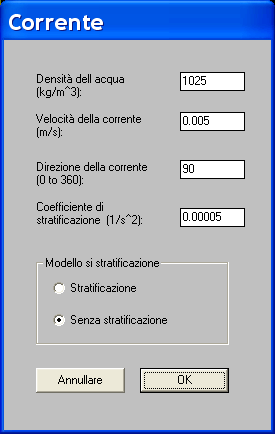 Corrente
Densità dell acqua
(kg/m^3):
1025
Velocità della corrente
(m/s):
0.005
Direzione della corrente
(0 to 360):
90
Coefficiente di
stratificazione (1/s^2):
0.00005
Modello si stratificazione
Stratificazione
Senza stratificazione
Annullare
OK